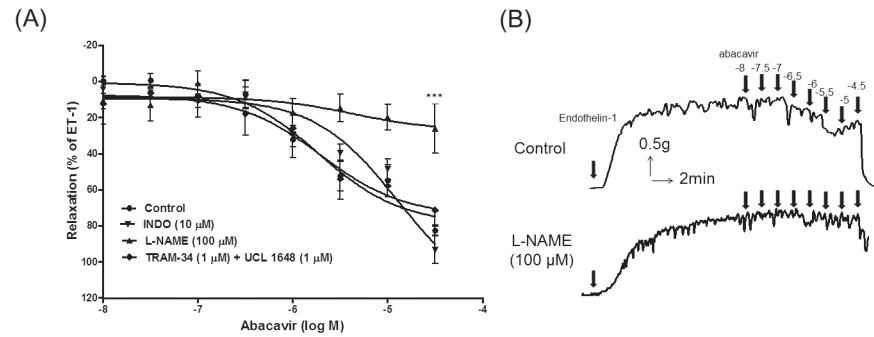 (A)
(B)
-20
0
20
40
60
80
100
120
Relaxation (% of ET-1)
***
Control
INDO (10 µM)
L-NAME (100 µM)
TRAM-34 (1 µM) + UCL 1648 (1 µM)
-8
-7
-6
-5
-4
Abacavir (log M)
abacavir
-8
-7.5
-7
-6.5
-6
-5.5
-5
-4.5
Endothelin-1
Control
0.5g
2min
L-NAME
(100 µM)